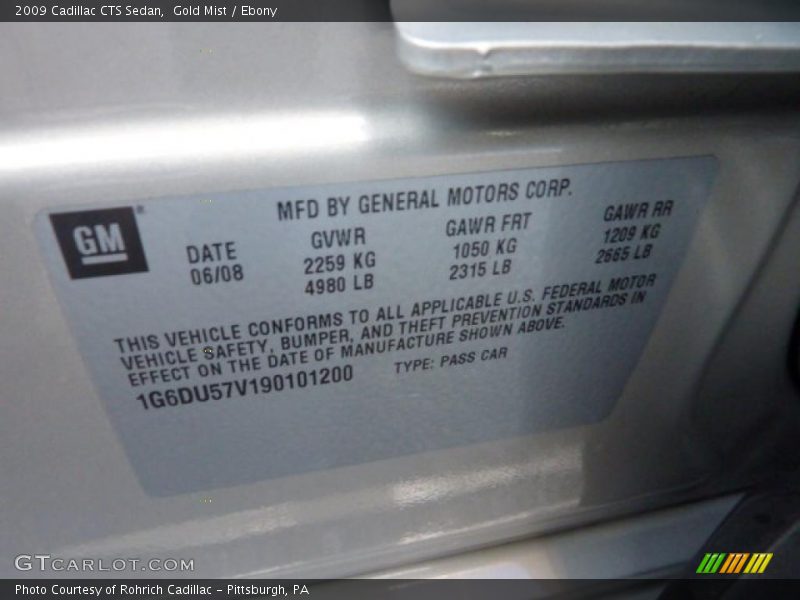 2009 Cadillac CTS Sedan,  Gold Mist / Ebony
MFD BY GENERAL MOTORS CORP.
GM
DATE
06/08
GVWR
2259 KG
4980 LB
GAWR FRT
1050 KG
2315 LB
GAWR RR
1209 KG
2665 LB
THIS VEHICLE CONFORMS TO ALL APPLICABLE U.S. FEDERAL MOTOR
VEHICLE SAFETY, BUMPER, AND THEFT PREVENTION STANDARDS IN
EFFECT ON THE DATE OF MANUFACTURE SHOWN ABOVE.
1G6DU57V190101200
TYPE: PASS CAR
GTCARLOT.COM
Photo Courtesy of Rohrich Cadillac - Pittsburgh, PA